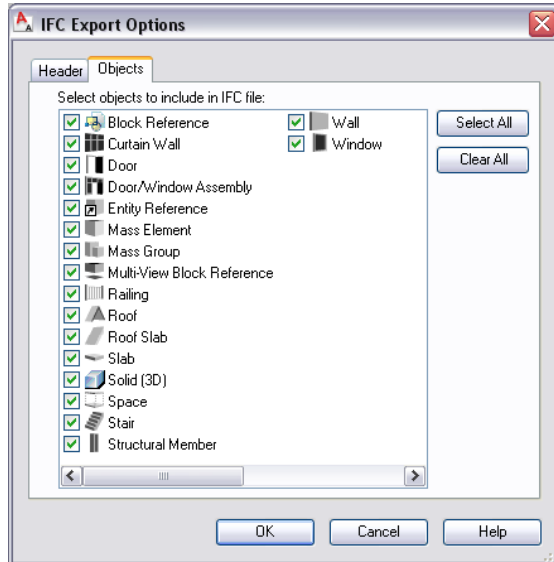 IFC Export Options
Header Objects
Select objects to include in IFC file:
Block Reference
Curtain Wall
Door
Door/Window Assembly
Entity Reference
Mass Element
Mass Group
Multi-View Block Reference
Railing
Roof
Roof Slab
Slab
Solid (3D)
Space
Stair
Structural Member
Wall
Window
Select All
Clear All
OK Cancel Help